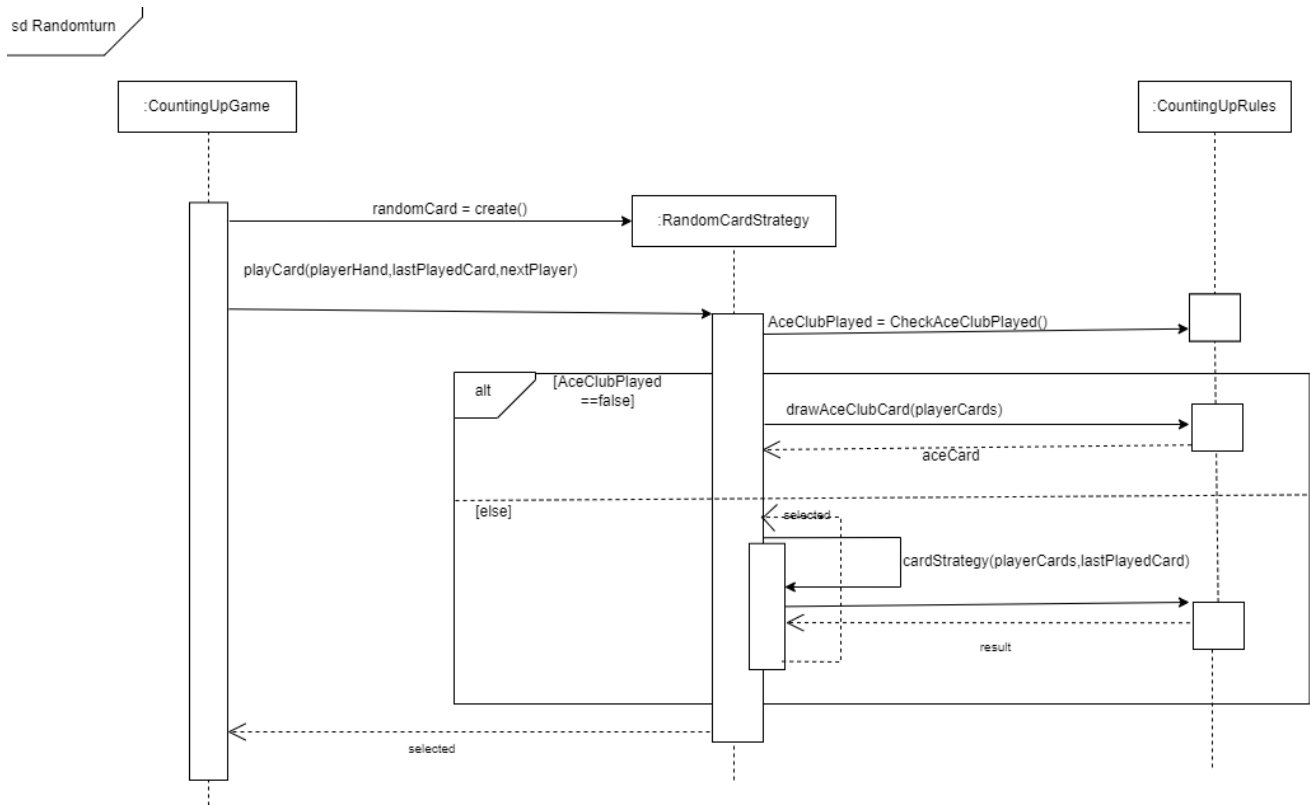 sd Randomturn
:CountingUpGame
:CountingUpRules
randomCard = create()
:RandomCardStrategy
playCard(playerHand,lastPlayedCard,nextPlayer)
AceClubPlayed = CheckAceClubPlayed()
alt
[AceClubPlayed
==false]
drawAceClubCard(playerCards)
aceCard
[else]
selected
cardStrategy(playerCards,lastPlayedCard)
result
selected